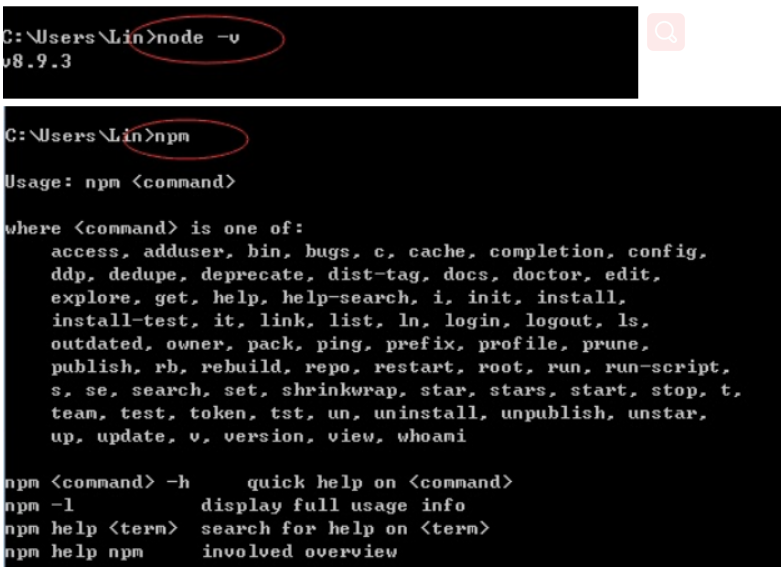 C:\Users\Lin>node -v
v8.9.3
C:\Users\Lin>npm
Usage: npm <command>
where <command> is one of:
access, adduser, bin, bugs, c, cache, completion, config,
ddp, dedupe, deprecate, dist-tag, docs, doctor, edit,
explore, get, help, help-search, i, init, install,
install-test, it, link, list, ln, login, logout, ls,
outdated, owner, pack, ping, prefix, profile, prune,
publish, rb, rebuild, repo, restart, root, run, run-script,
s, se, search, set, shrinkwrap, star, stars, start, stop, t,
team, test, token, tst, un, uninstall, unpublish, unstar,
up, update, v, version, view, whoami
npm <command> -h     quick help on <command>
npm -l           display full usage info
npm help <term>  search for help on <term>
npm help npm     involved overview